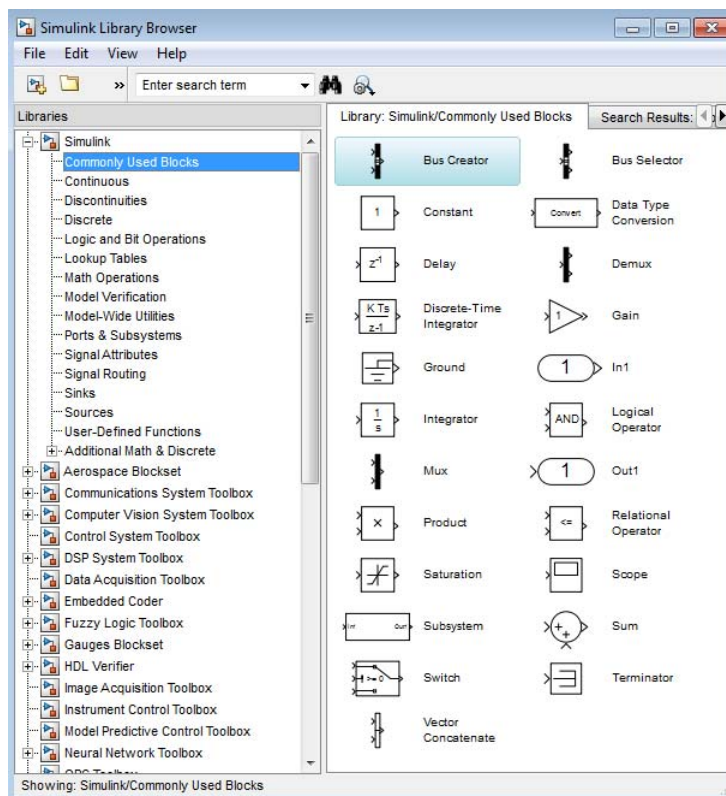 Simulink Library Browser
File Edit View Help
» Enter search term
Libraries
Simulink
Commonly Used Blocks
Continuous
Discontinuities
Discrete
Logic and Bit Operations
Lookup Tables
Math Operations
Model Verification
Model-Wide Utilities
Ports & Subsystems
Signal Attributes
Signal Routing
Sinks
Sources
User-Defined Functions
Additional Math & Discrete
Aerospace Blockset
Communications System Toolbox
Computer Vision System Toolbox
Control System Toolbox
DSP System Toolbox
Data Acquisition Toolbox
Embedded Coder
Fuzzy Logic Toolbox
Gauges Blockset
HDL Verifier
Image Acquisition Toolbox
Instrument Control Toolbox
Model Predictive Control Toolbox
Neural Network Toolbox
Library: Simulink/Commonly Used Blocks Search Results:
Bus Creator Bus Selector
1 Constant Convert Data Type
Conversion
z-1 Delay Demux
K Ts Discrete-Time 1 Gain
z-1 Integrator
Ground 1 In1
1 Integrator AND Logical
s Operator
Mux 1 Out1
× Product <= Relational
Operator
Saturation Scope
Subsystem + Sum
+
>= 0 Switch Terminator
Vector
Concatenate
Showing: Simulink/Commonly Used Blocks